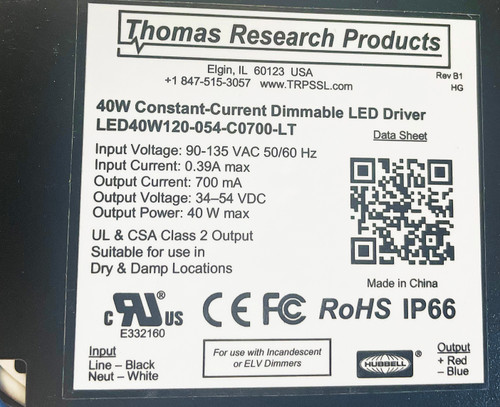 Thomas Research Products
Elgin, IL 60123 USA
+1 847-515-3057 www.TRPSSL.com
Rev B1
HG
40W Constant-Current Dimmable LED Driver
LED40W120-054-C0700-LT
Data Sheet
Input Voltage: 90-135 VAC 50/60 Hz
Input Current: 0.39A max
Output Current: 700 mA
Output Voltage: 34–54 VDC
Output Power: 40 W max
UL & CSA Class 2 Output
Suitable for use in
Dry & Damp Locations
Made in China
c RU US ®
E332160
CE FC RoHS IP66
Input
Line – Black
Neut – White
For use with Incandescent
or ELV Dimmers
HUBBELL ®
Output
+ Red
– Blue